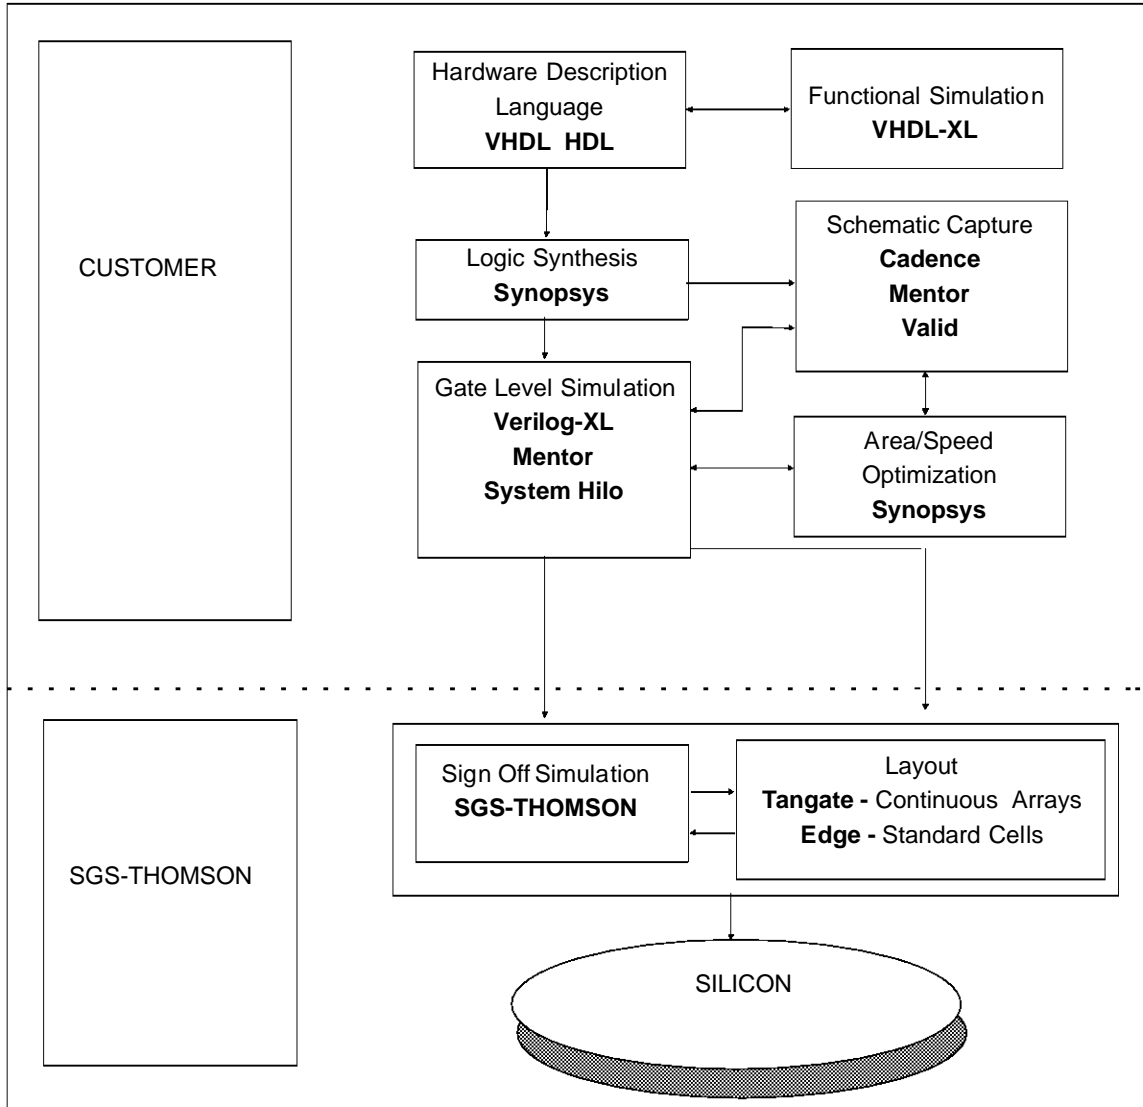 Hardware Description
Language
VHDL HDL
Functional Simulation
VHDL-XL
CUSTOMER
Logic Synthesis
Synopsys
Schematic Capture
Cadence
Mentor
Valid
Gate Level Simulation
Verilog-XL
Mentor
System Hilo
Area/Speed
Optimization
Synopsys
SGS-THOMSON
Sign Off Simulation
SGS-THOMSON
Layout
Tangate - Continuous Arrays
Edge - Standard Cells
SILICON